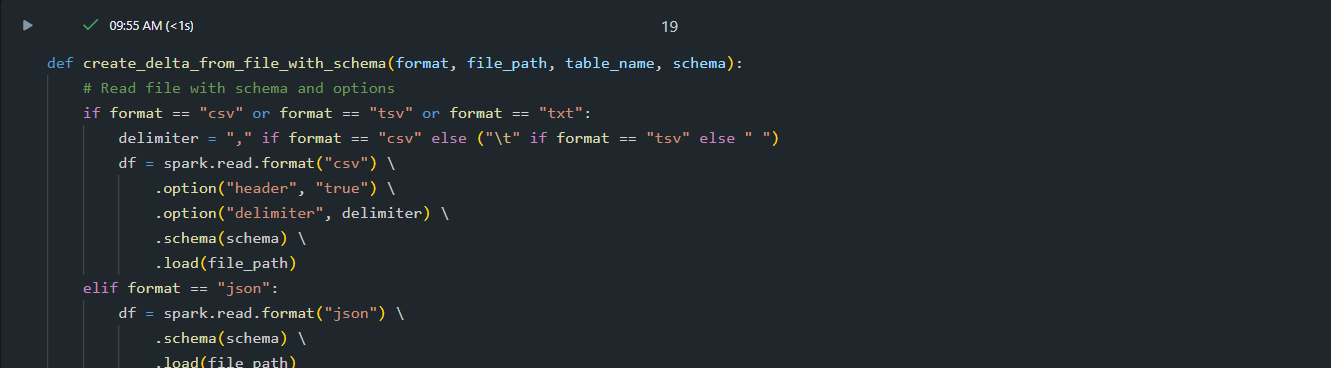 09:55 AM (<1s) 19
def create_delta_from_file_with_schema(format, file_path, table_name, schema):
    # Read file with schema and options
    if format == "csv" or format == "tsv" or format == "txt":
        delimiter = "," if format == "csv" else ("\t" if format == "tsv" else " ")
        df = spark.read.format("csv") \
            .option("header", "true") \
            .option("delimiter", delimiter) \
            .schema(schema) \
            .load(file_path)
    elif format == "json":
        df = spark.read.format("json") \
            .schema(schema) \
            .load(file_path)